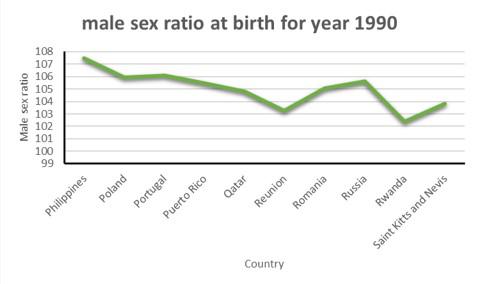 male sex ratio at birth for year 1990
108
107
106
105
104
103
102
101
100
99
Male sex ratio
Philippines
Poland
Portugal
Puerto Rico
Qatar
Reunion
Romania
Russia
Rwanda
Saint Kitts and Nevis
Country